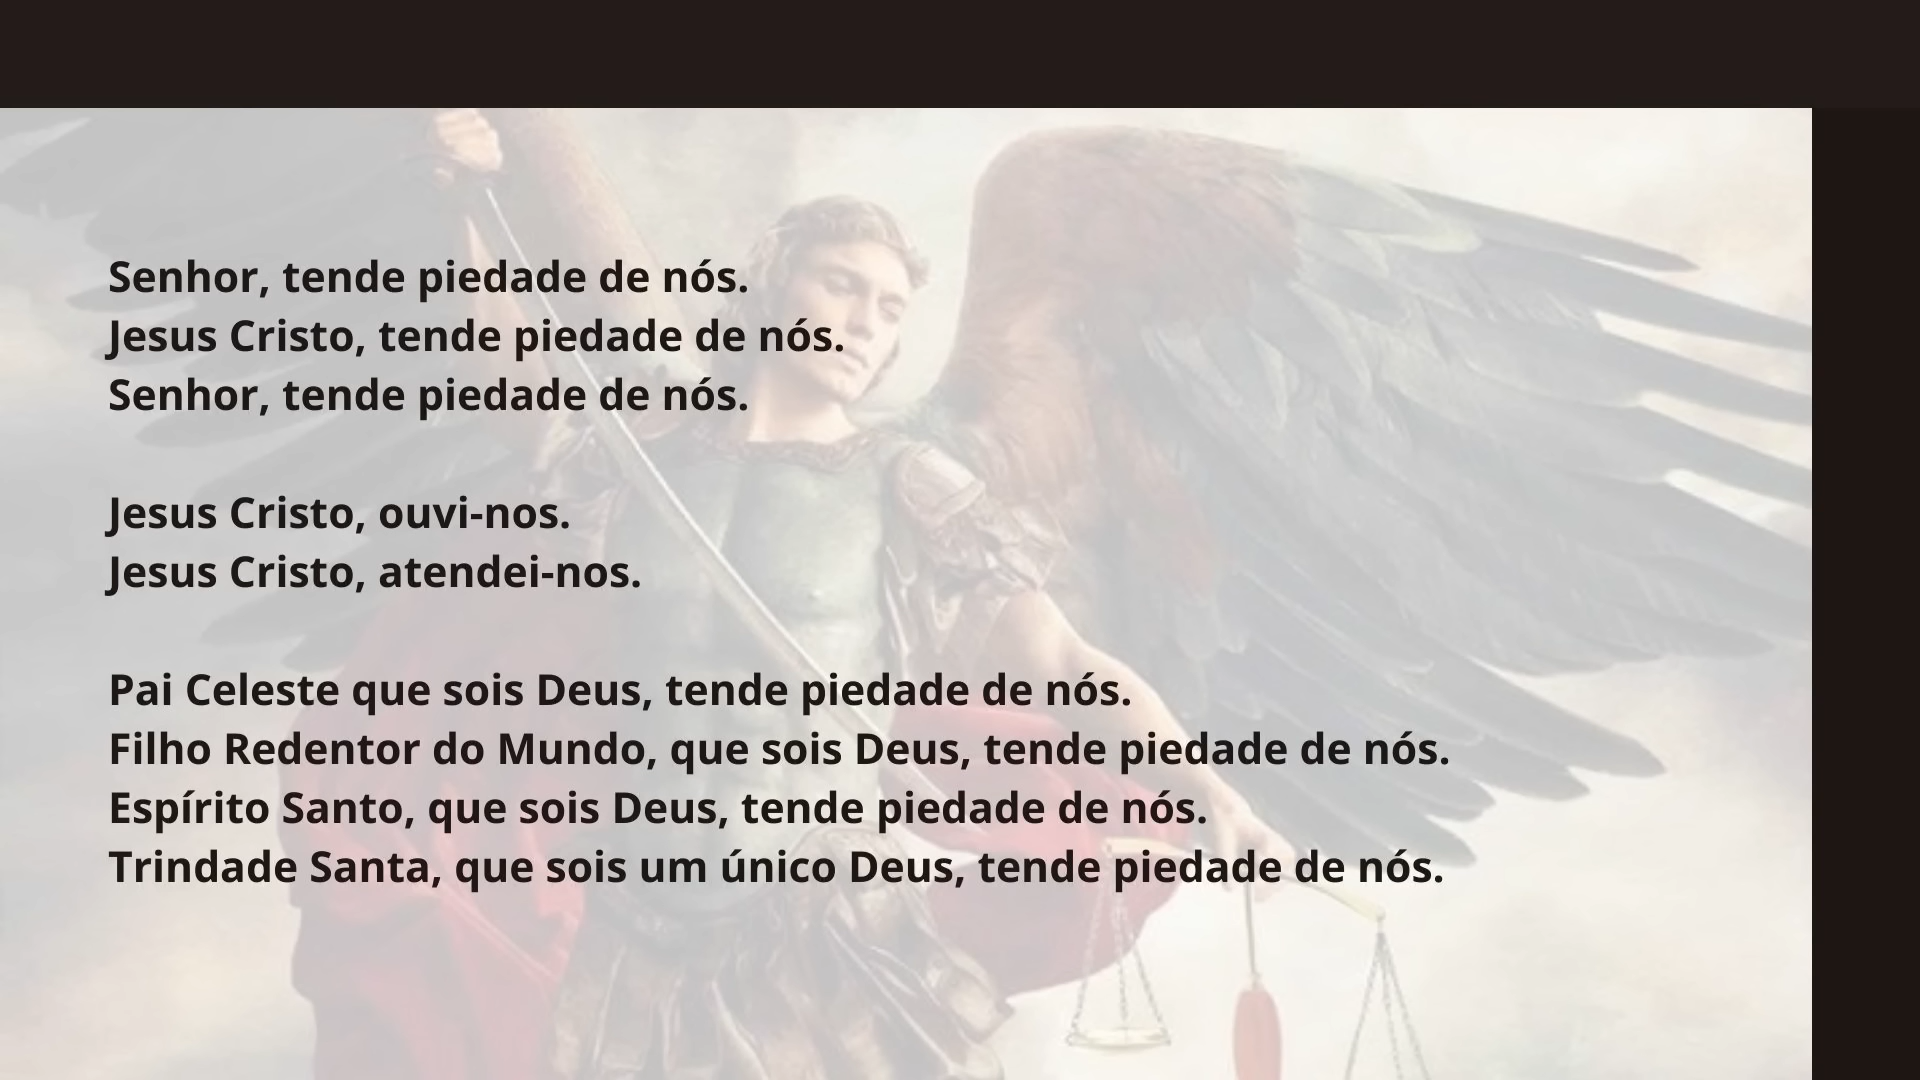 Senhor, tende piedade de nós.
Jesus Cristo, tende piedade de nós.
Senhor, tende piedade de nós.
Jesus Cristo, ouvi-nos.
Jesus Cristo, atendei-nos.
Pai Celeste que sois Deus, tende piedade de nós.
Filho Redentor do Mundo, que sois Deus, tende piedade de nós.
Espírito Santo, que sois Deus, tende piedade de nós.
Trindade Santa, que sois um único Deus, tende piedade de nós.